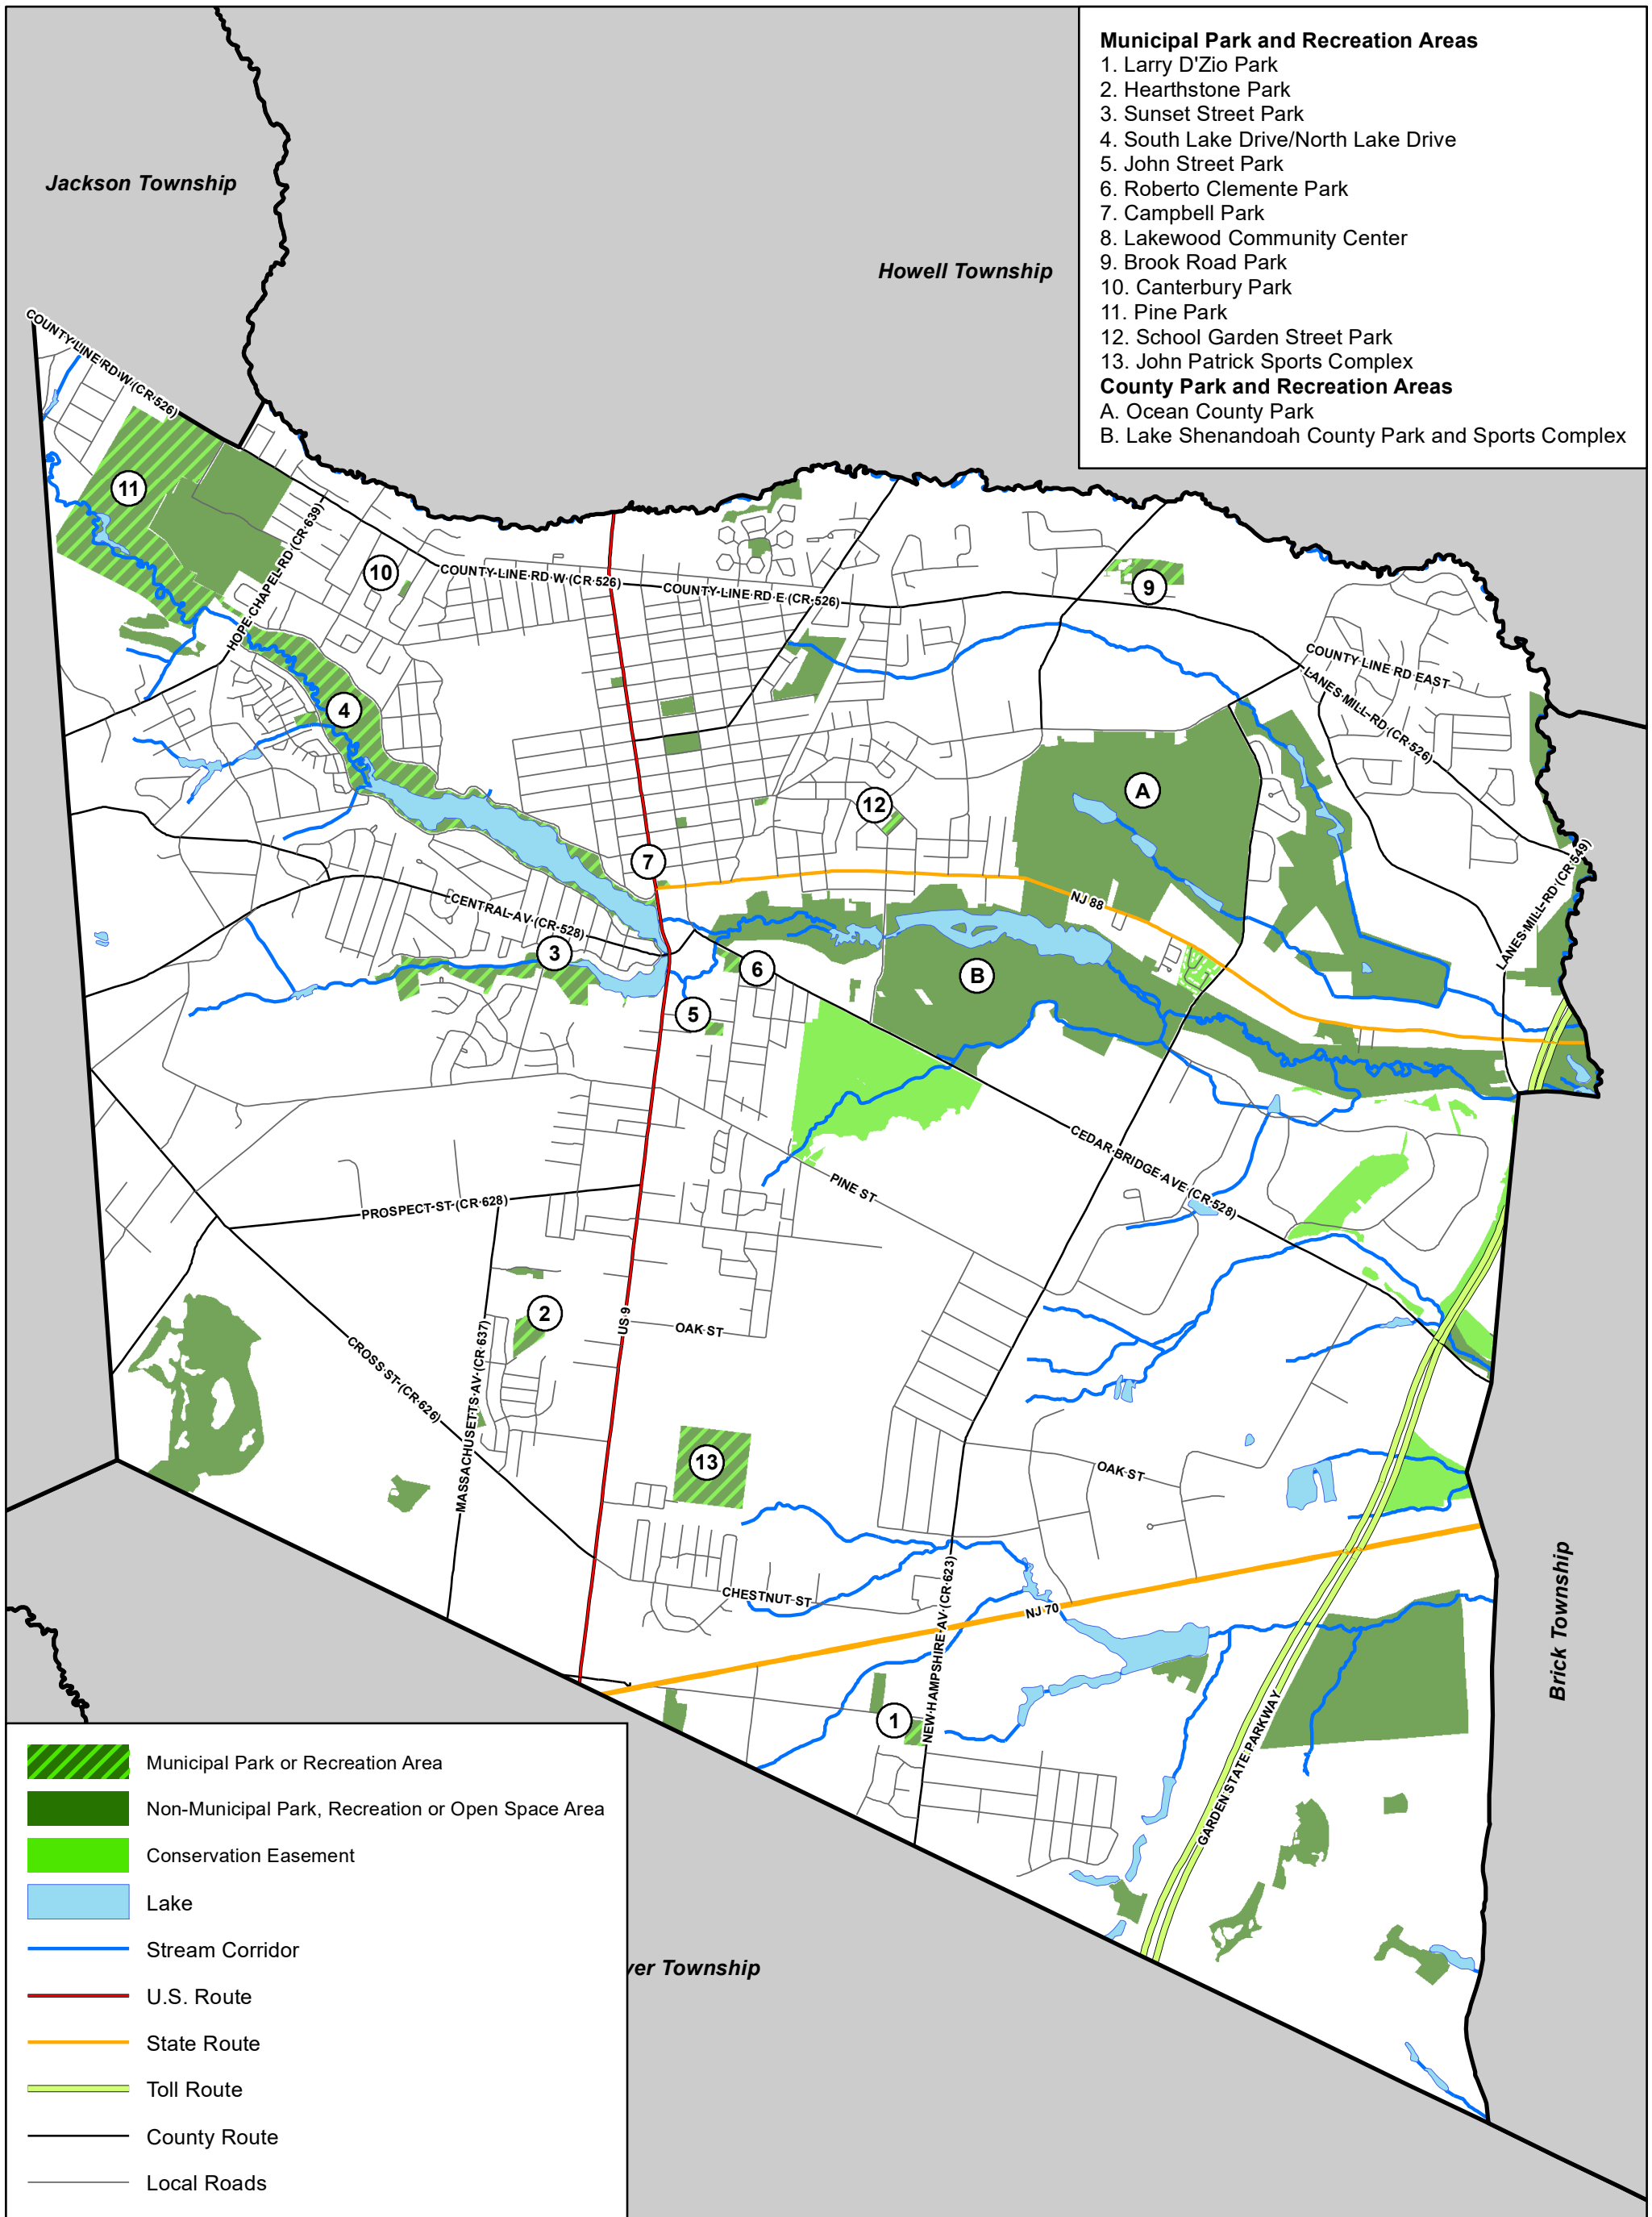 Municipal Park and Recreation Areas
1. Larry D'Zio Park
2. Hearthstone Park
3. Sunset Street Park
4. South Lake Drive/North Lake Drive
5. John Street Park
6. Roberto Clemente Park
7. Campbell Park
8. Lakewood Community Center
9. Brook Road Park
10. Canterbury Park
11. Pine Park
12. School Garden Street Park
13. John Patrick Sports Complex
County Park and Recreation Areas
A. Ocean County Park
B. Lake Shenandoah County Park and Sports Complex
Jackson Township
Howell Township
COUNTY LINE RD W (CR 526)
11
HOPE CHAPEL RD (CR 639)
10
COUNTY LINE RD W (CR 526)
COUNTY LINE RD E (CR 526)
9
COUNTY LINE RD EAST
LANES MILL RD (CR 526)
4
A
12
7
LANES MILL RD (CR 549)
NJ 88
CENTRAL AV (CR 528)
3
6
B
5
CEDAR BRIDGE AVE (CR 528)
PINE ST
PROSPECT ST (CR 628)
2
US 9
OAK ST
CROSS ST (CR 626)
MASSACHUSETTS AV (CR 637)
13
OAK ST
CHESTNUT ST
NEW HAMPSHIRE AV (CR 623)
NJ 70
Brick Township
1
GARDEN STATE PARKWAY
Municipal Park or Recreation Area
Non-Municipal Park, Recreation or Open Space Area
Conservation Easement
Lake
Stream Corridor
U.S. Route
State Route
Toll Route
County Route
Local Roads
ver Township